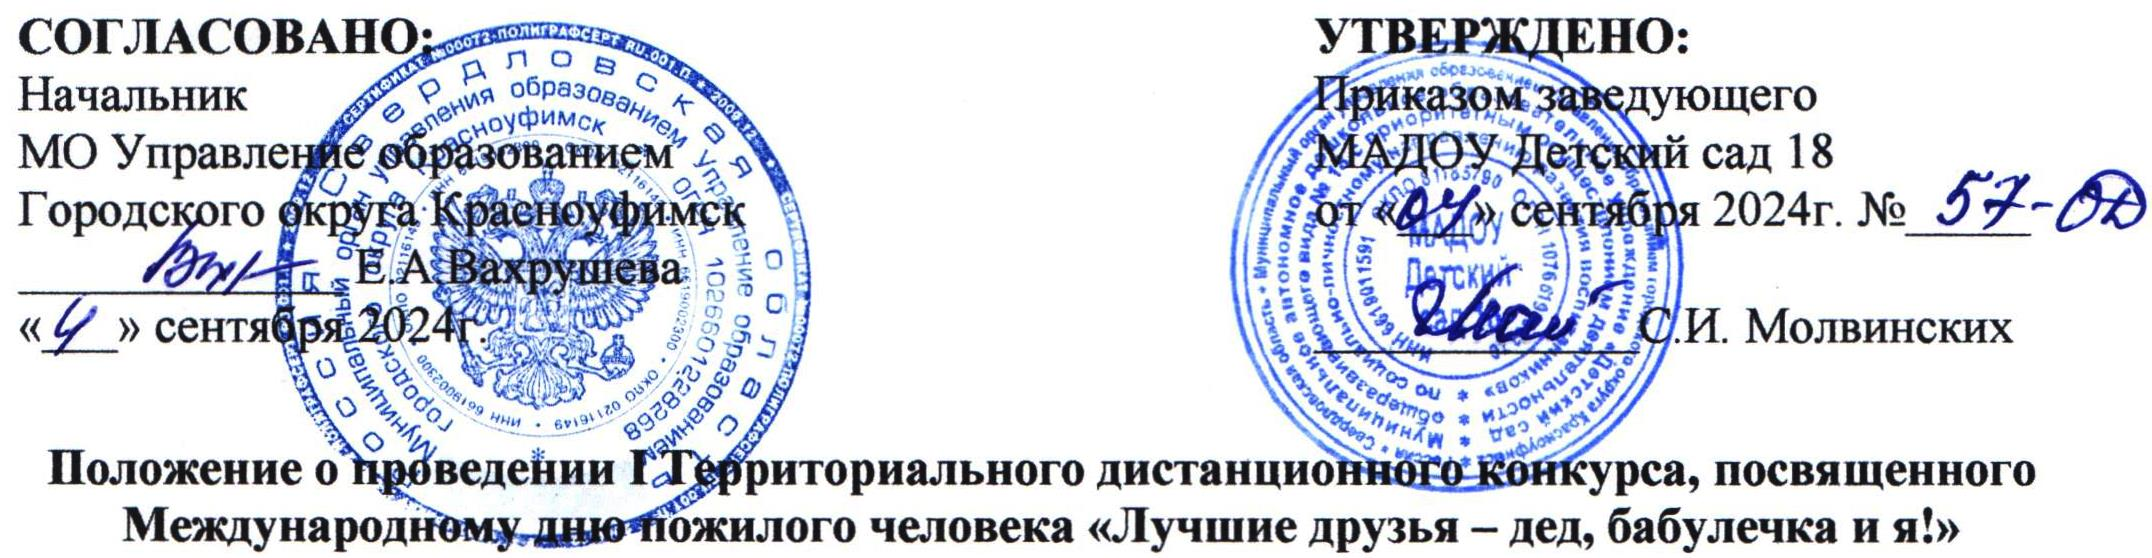 СОГЛАСОВАНО:
Начальник
МО Управление образованием
Городского округа Красноуфимск
____________ Е.А.Вахрушева
«4» сентября 2024г.
УТВЕРЖДЕНО:
Приказом заведующего
МАДОУ Детский сад 18
от «04» сентября 2024г. № 57-ОД
____________ С.И. Молвинских
Положение о проведении I Территориального дистанционного конкурса, посвященного
Международному дню пожилого человека «Лучшие друзья – дед, бабулечка и я!»